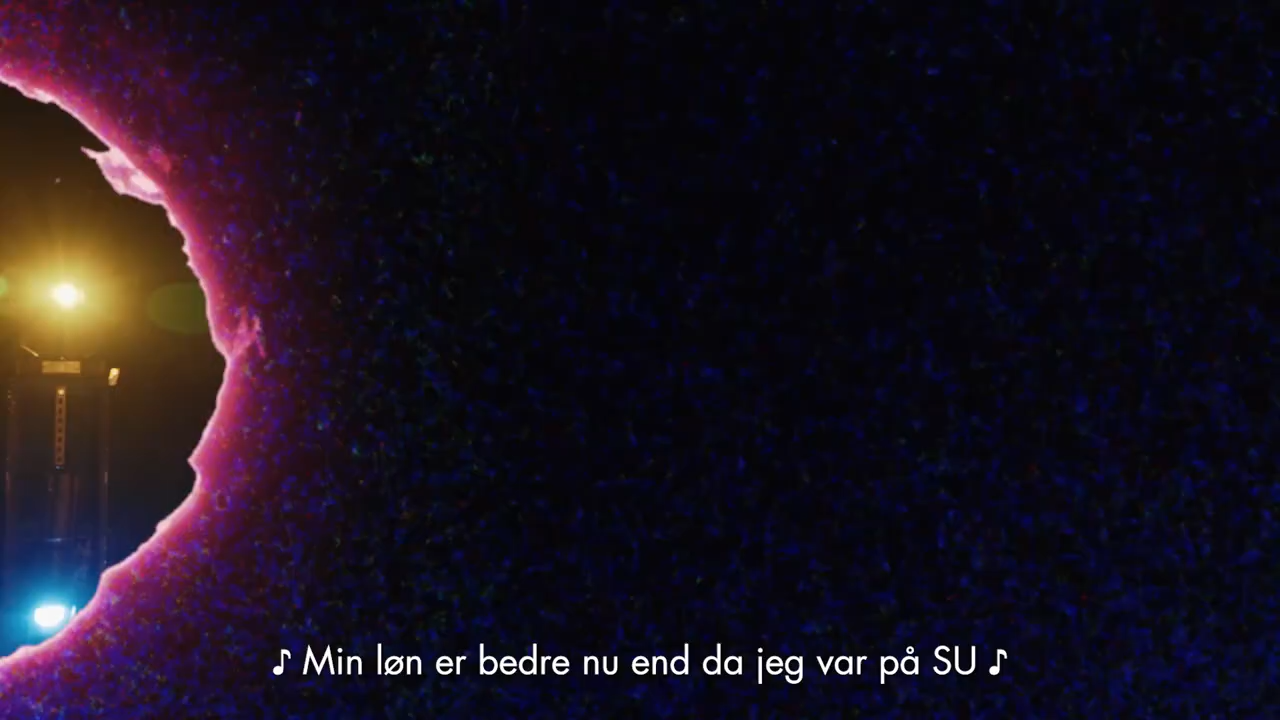 ♪ Min løn er bedre nu end da jeg var på SU ♪